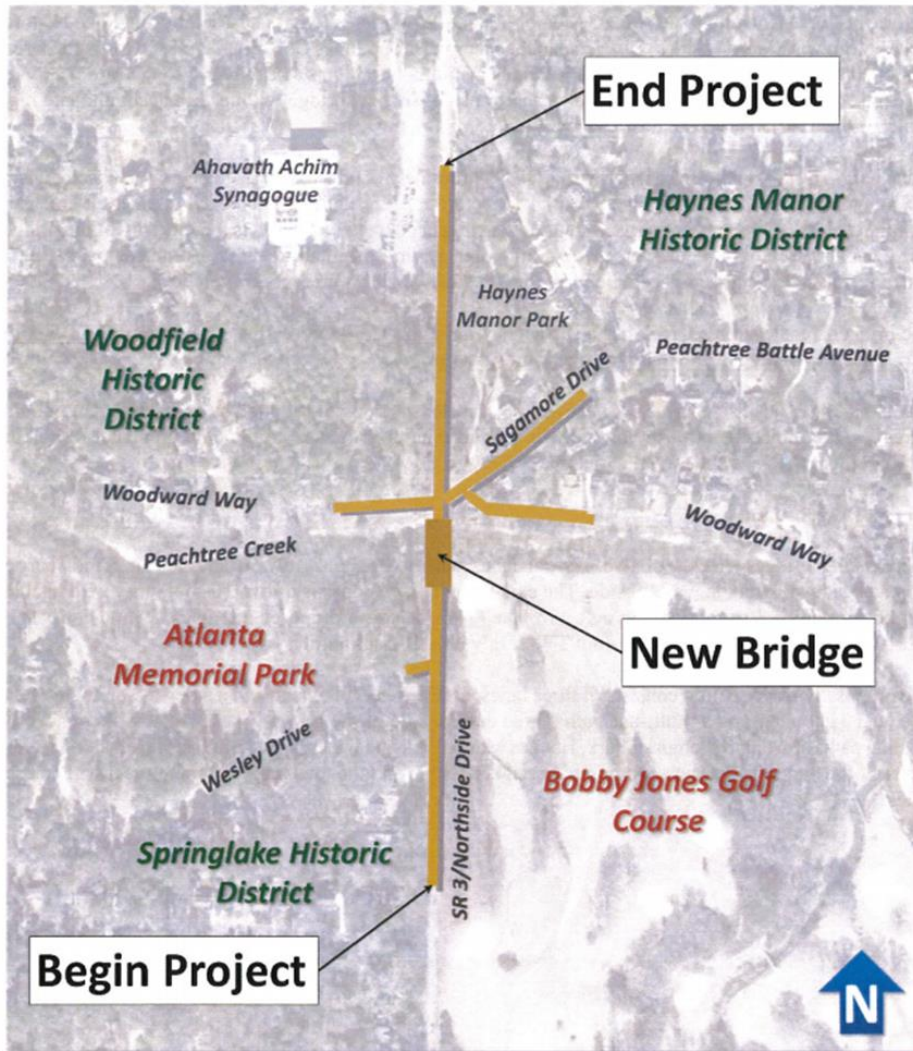 End Project
Ahavath Achim
Synagogue
Haynes Manor
Historic District
Haynes
Manor Park
Woodfield
Historic
District
Peachtree Battle Avenue
Sagamore Drive
Woodward Way
Woodward Way
Peachtree Creek
Atlanta
Memorial Park
New Bridge
Wesley Drive
SR 3/Northside Drive
Bobby Jones Golf
Course
Springlake Historic
District
Begin Project
N